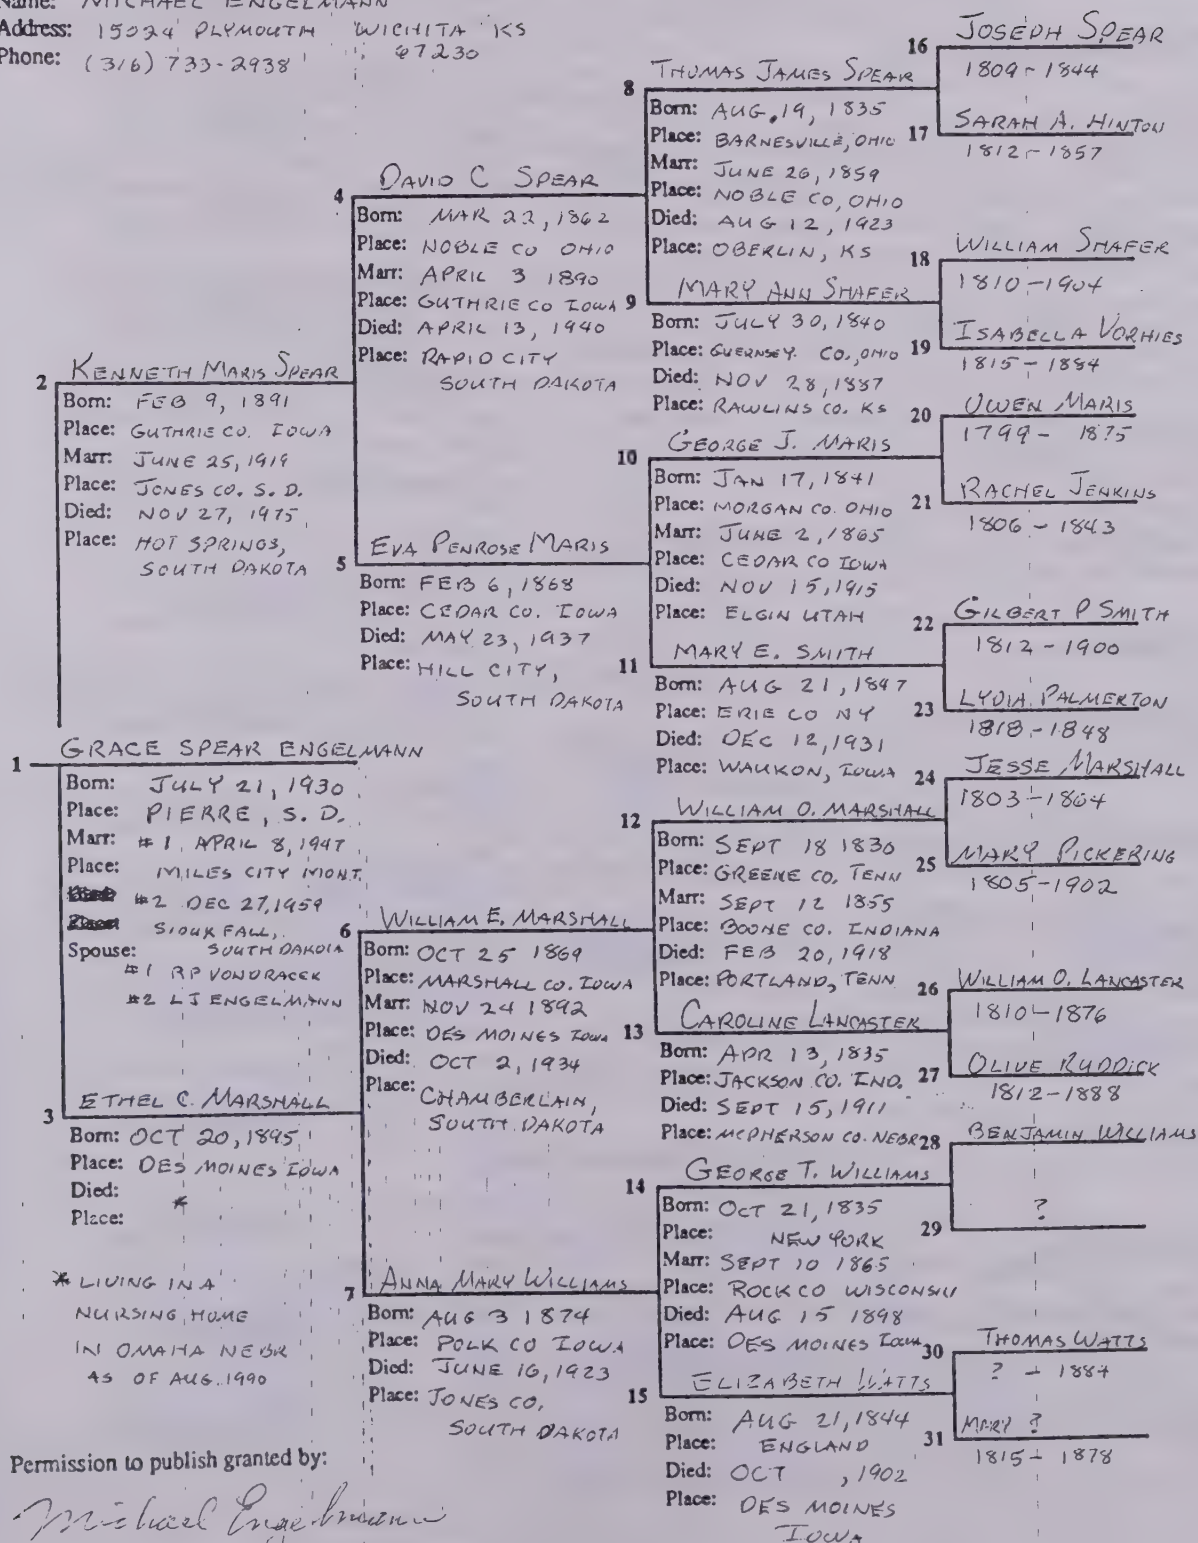 Name: MICHAEL ENGELMANN
Address: 15024 PLYMOUTH WICHITA KS
67230
Phone: (316) 733-2938
1 GRACE SPEAR ENGELMANN
Born: JULY 21, 1930
Place: PIERRE, S. D.
Marr: #1 APRIL 8, 1947
Place: MILES CITY MONT.
#2 DEC 27, 1959
SIOUX FALL,
SOUTH DAKOTA
Spouse:
#1 RP VONDRACEK
#2 LJ ENGELMANN
2 KENNETH MARIS SPEAR
Born: FEB 9, 1891
Place: GUTHRIE CO. IOWA
Marr: JUNE 25, 1919
Place: JONES CO. S. D.
Died: NOV 27, 1975
Place: HOT SPRINGS,
SOUTH DAKOTA
3 ETHEL C. MARSHALL
Born: OCT 20, 1895
Place: DES MOINES IOWA
Died: *
Place:
* LIVING IN A
NURSING HOME
IN OMAHA NEBR
AS OF AUG. 1990
4 DAVID C SPEAR
Born: MAR 22, 1862
Place: NOBLE CO OHIO
Marr: APRIL 3 1890
Place: GUTHRIE CO IOWA
Died: APRIL 13, 1940
Place: RAPID CITY
SOUTH DAKOTA
5 EVA PENROSE MARIS
Born: FEB 6, 1868
Place: CEDAR CO. IOWA
Died: MAY 23, 1937
Place: HILL CITY,
SOUTH DAKOTA
6 WILLIAM E. MARSHALL
Born: OCT 25 1869
Place: MARSHALL CO. IOWA
Marr: NOV 24 1892
Place: DES MOINES IOWA
Died: OCT 2, 1934
Place: CHAMBERLAIN,
SOUTH DAKOTA
7 ANNA MARY WILLIAMS
Born: AUG 3 1874
Place: POLK CO IOWA
Died: JUNE 16, 1923
Place: JONES CO,
SOUTH DAKOTA
8 THOMAS JAMES SPEAR
Born: AUG. 19, 1835
Place: BARNESVILLE, OHIO
Marr: JUNE 26, 1859
Place: NOBLE CO, OHIO
Died: AUG 12, 1923
Place: OBERLIN, KS
9 MARY ANN SHAFER
Born: JULY 30, 1840
Place: GUERNSEY. CO., OHIO
Died: NOV 28, 1887
Place: RAWLINS CO. KS
10 GEORGE J. MARIS
Born: JAN 17, 1841
Place: MORGAN CO. OHIO
Marr: JUNE 2, 1865
Place: CEDAR CO IOWA
Died: NOV 15, 1915
Place: ELGIN UTAH
11 MARY E. SMITH
Born: AUG 21, 1847
Place: ERIE CO NY
Died: DEC 12, 1931
Place: WAUKON, IOWA
12 WILLIAM O. MARSHALL
Born: SEPT 18 1830
Place: GREENE CO, TENN
Marr: SEPT 12 1855
Place: BOONE CO. INDIANA
Died: FEB 20, 1918
Place: PORTLAND, TENN
13 CAROLINE LANCASTER
Born: APR 13, 1835
Place: JACKSON CO. IND.
Died: SEPT 15, 1911
Place: MCPHERSON CO. NEBR
14 GEORGE T. WILLIAMS
Born: OCT 21, 1835
Place: NEW YORK
Marr: SEPT 10 1865
Place: ROCK CO WISCONSIN
Died: AUG 15 1898
Place: DES MOINES IOWA
15 ELIZABETH WATTS
Born: AUG 21, 1844
Place: ENGLAND
Died: OCT , 1902
Place: DES MOINES
IOWA
16 JOSEPH SPEAR
1809-1844
17 SARAH A. HINTON
1812-1857
18 WILLIAM SHAFER
1810-1904
19 ISABELLA VORHIES
1815-1884
20 OWEN MARIS
1799- 1875
21 RACHEL JENKINS
1806 - 1843
22 GILBERT P SMITH
1812-1900
23 LYDIA PALMERTON
1818-1848
24 JESSE MARSHALL
1803-1864
25 MARY PICKERING
1805-1902
26 WILLIAM O. LANCASTER
1810-1876
27 OLIVE RUDDICK
1812-1888
28 BENJAMIN WILLIAMS
29 ?
30 THOMAS WATTS
? - 1884
31 MARY ?
1815- 1878
Permission to publish granted by:
Michael Engelmann